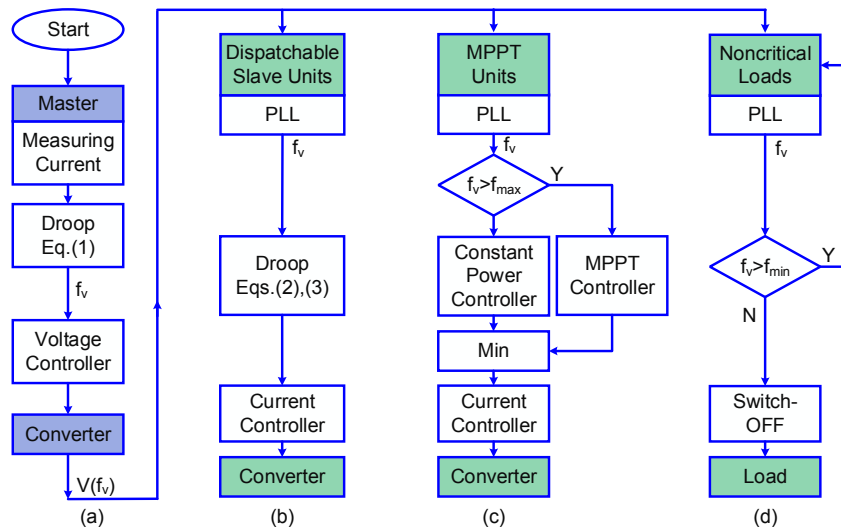 Start
Master
Measuring
Current
Droop
Eq.(1)
fv
Voltage
Controller
Converter
V(fv)
(a)
Dispatchable
Slave Units
PLL
fv
Droop
Eqs.(2),(3)
Current
Controller
Converter
(b)
MPPT
Units
PLL
fv
fv>fmax
Y
Constant
Power
Controller
MPPT
Controller
Min
Current
Controller
Converter
(c)
Noncritical
Loads
PLL
fv
fv>fmin
Y
N
Switch-
OFF
Load
(d)